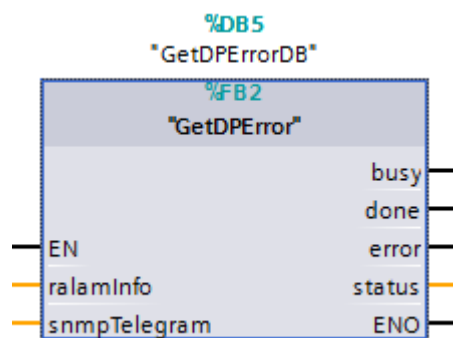 %DB5
"GetDPErrorDB"
%FB2
"GetDPError"
busy
done
EN error
ralamInfo status
snmpTelegram ENO